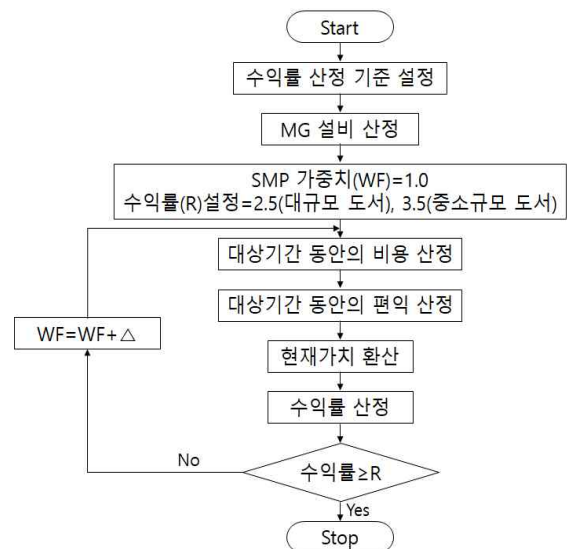 Start
수익률 산정 기준 설정
MG 설비 산정
SMP 가중치(WF)=1.0
수익률(R)설정=2.5(대규모 도서), 3.5(중소규모 도서)
대상기간 동안의 비용 산정
대상기간 동안의 편익 산정
WF=WF+△
현재가치 환산
수익률 산정
No
수익률≥R
Yes
Stop